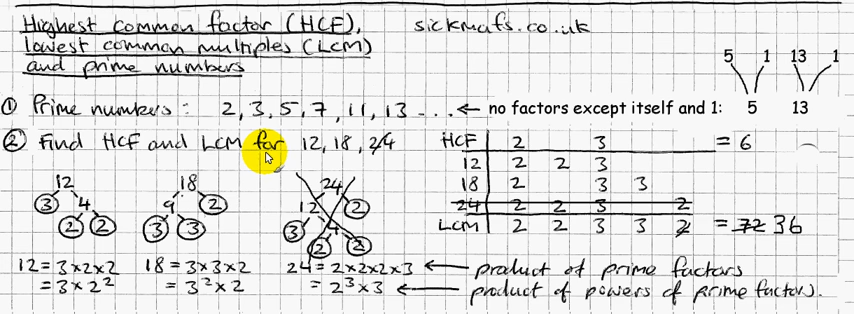 Highest common factor (HCF), sickmafs.co.uk
lowest common multiples (LCM)
and prime numbers
5 1 13 1
① Prime numbers: 2, 3, 5, 7, 11, 13 ... ← no factors except itself and 1: 5 13
② Find HCF and LCM for 12, 18, 24
HCF 2 3 = 6
12 2 2 3
18 2 3 3
24 2 2 3 2
LCM 2 2 3 3 2 = 72 36
12 18 24
3 4 9 2 12 2
2 2 3 3 3 4
2 2
12 = 3 × 2 × 2 18 = 3 × 3 × 2 24 = 2 × 2 × 2 × 3 ← product of prime factors
= 3 × 2² = 3² × 2 = 2³ × 3 ← product of powers of prime factors.